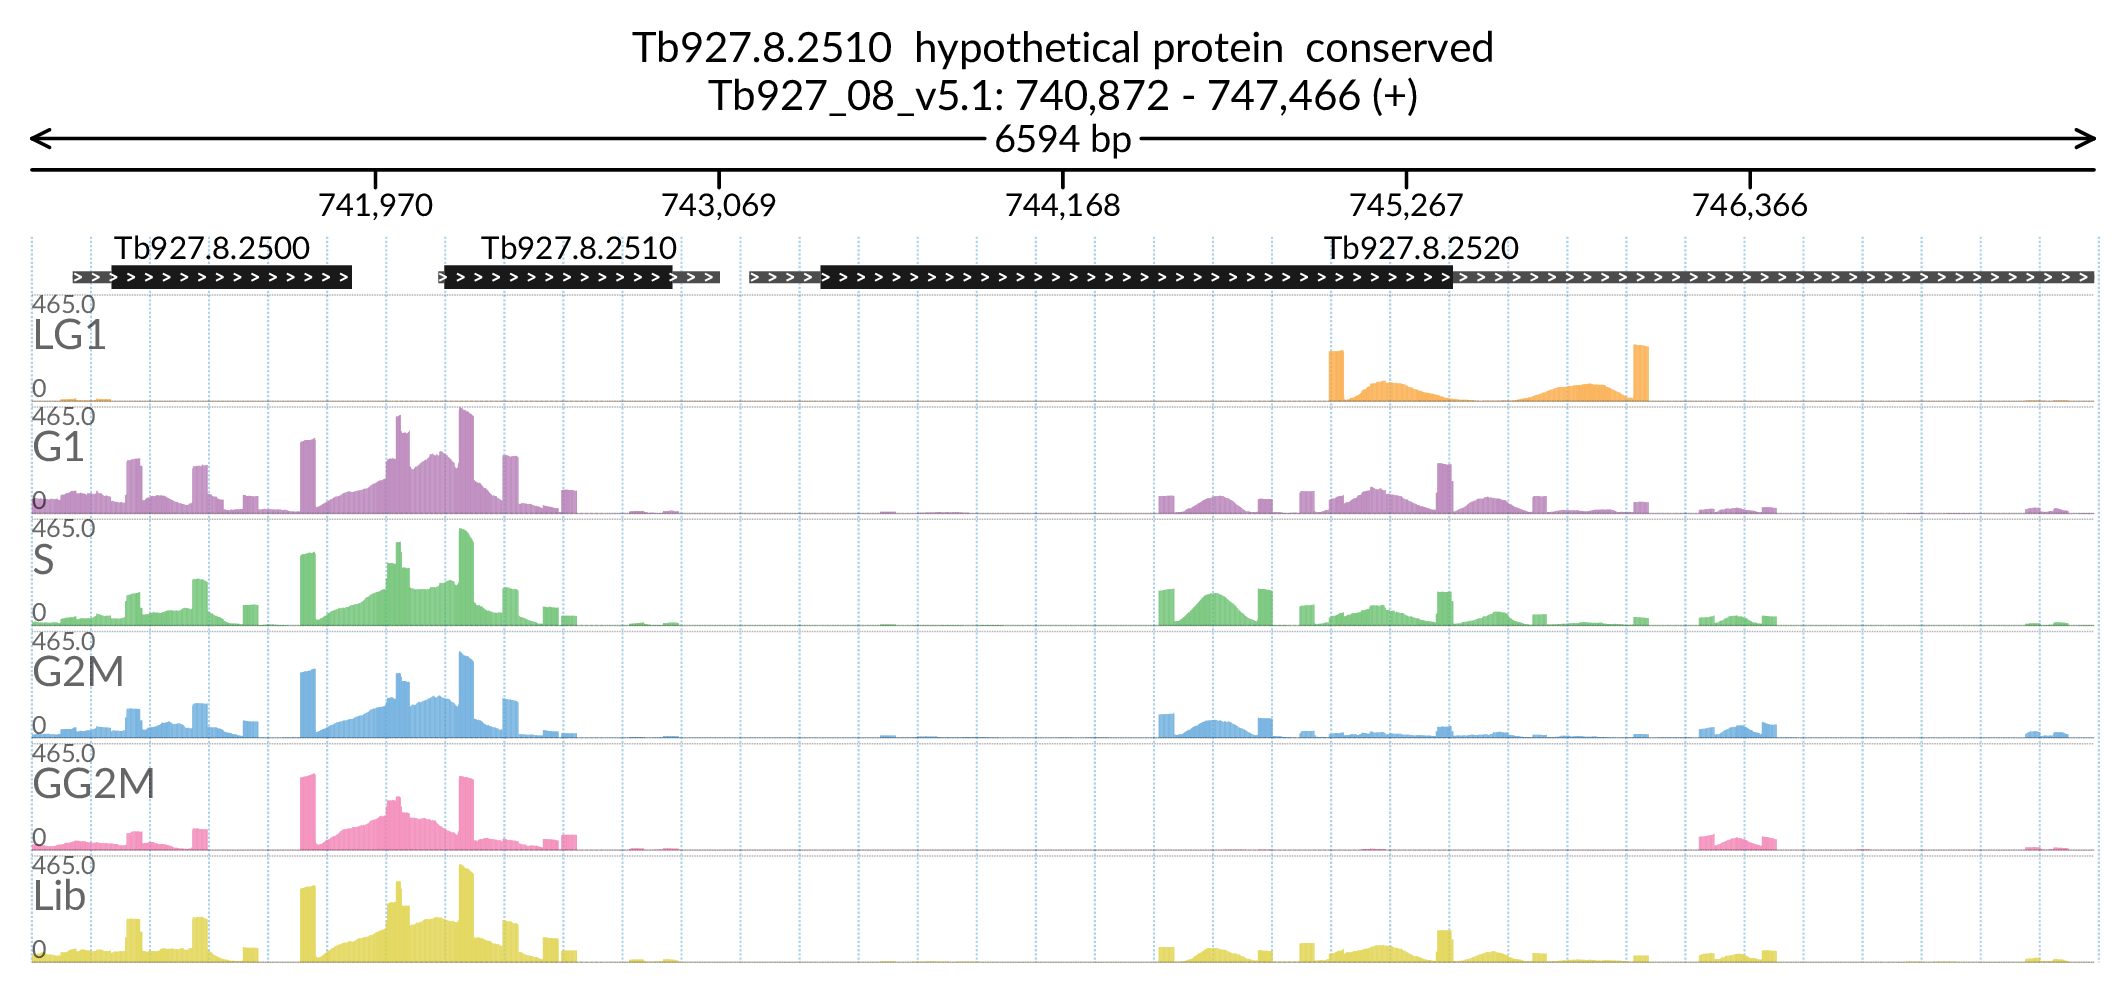 Tb927.8.2510 hypothetical protein conserved
Tb927_08_v5.1: 740,872 - 747,466 (+)
6594 bp
741,970 743,069 744,168 745,267 746,366
Tb927.8.2500 Tb927.8.2510 Tb927.8.2520
465.0
LG1
0
465.0
G1
0
465.0
S
0
465.0
G2M
0
465.0
GG2M
0
465.0
Lib
0